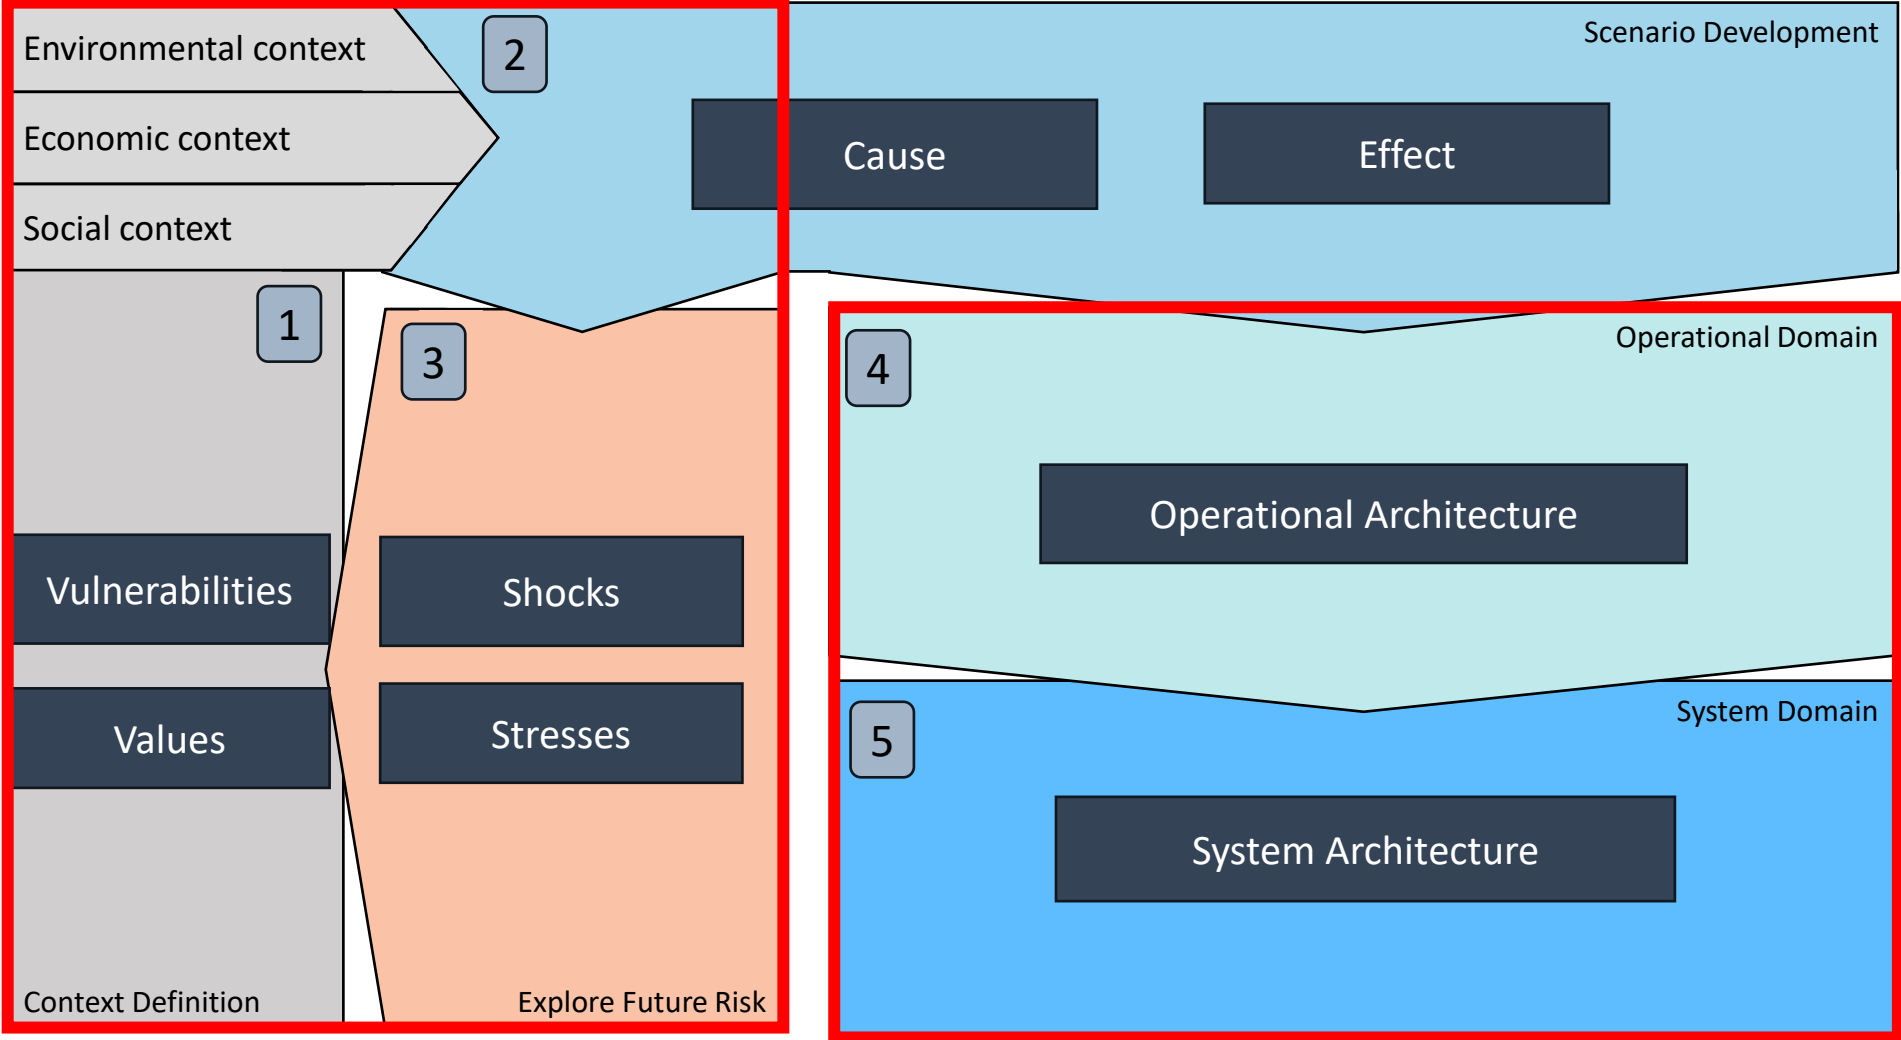 Environmental context
2
Scenario Development
Economic context
Cause
Effect
Social context
1
3
4
Operational Domain
Operational Architecture
Vulnerabilities
Shocks
Values
Stresses
5
System Domain
System Architecture
Context Definition
Explore Future Risk